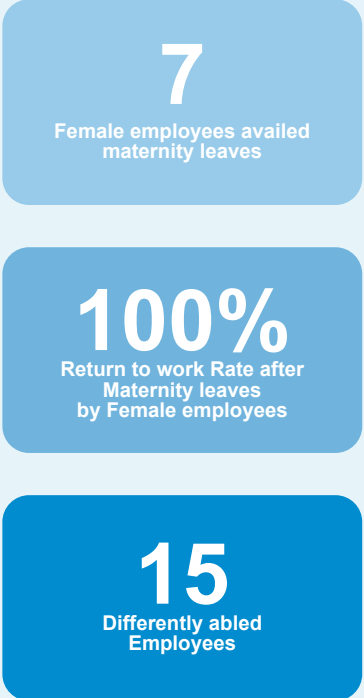 7
Female employees availed
maternity leaves
100%
Return to work Rate after
Maternity leaves
by Female employees
15
Differently abled
Employees